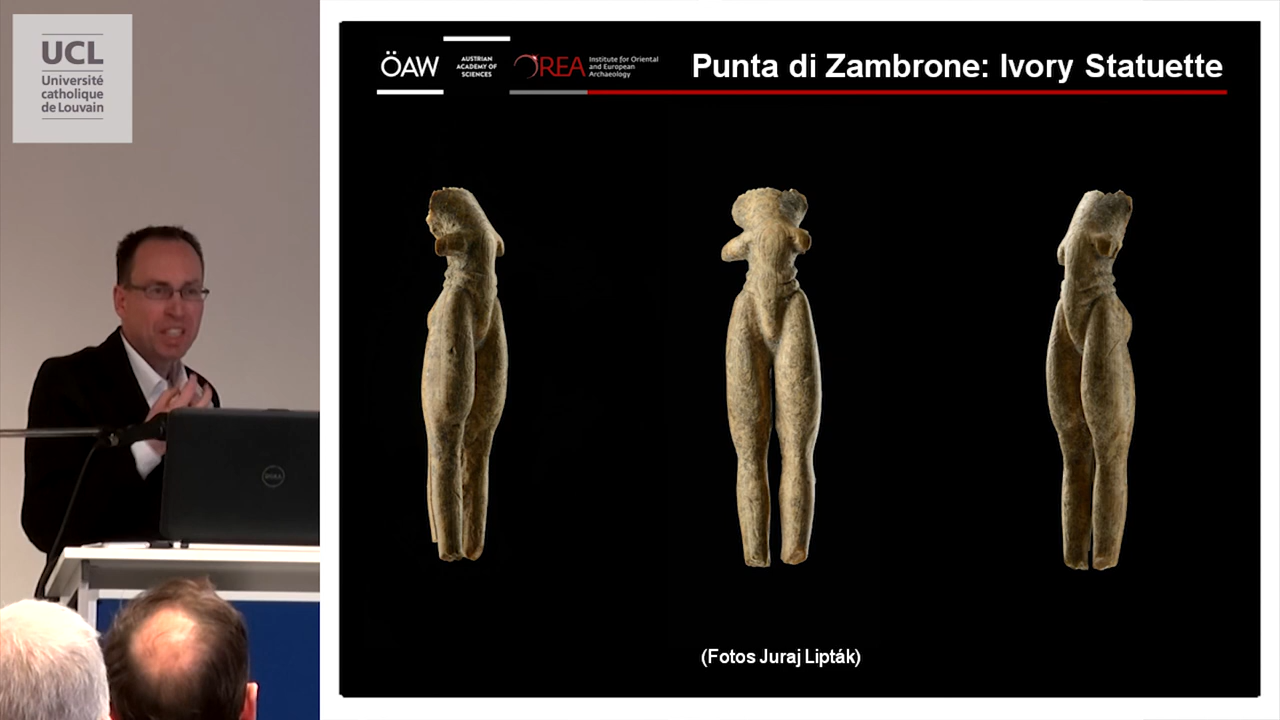 UCL
Université
catholique
de Louvain
ÖAW
AUSTRIAN
ACADEMY OF
SCIENCES
OREA
Institute for Oriental
and European
Archaeology
Punta di Zambrone: Ivory Statuette
DELL
(Fotos Juraj Lipták)